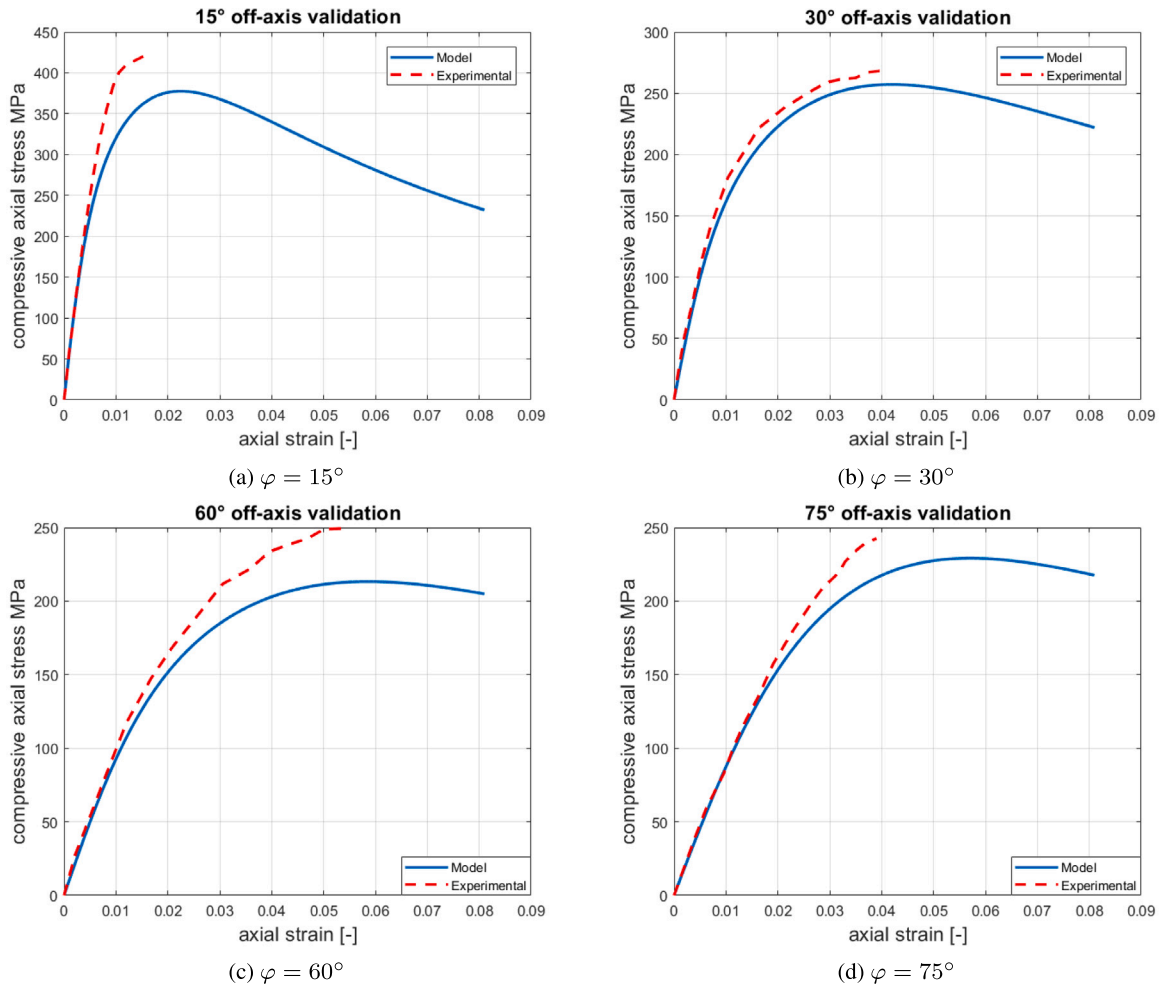 15° off-axis validation
compressive axial stress MPa
450
400
350
300
250
200
150
100
50
0
Model
Experimental
0 0.01 0.02 0.03 0.04 0.05 0.06 0.07 0.08 0.09
axial strain [-]
(a) φ = 15°
30° off-axis validation
compressive axial stress MPa
300
250
200
150
100
50
0
Model
Experimental
0 0.01 0.02 0.03 0.04 0.05 0.06 0.07 0.08 0.09
axial strain [-]
(b) φ = 30°
60° off-axis validation
compressive axial stress MPa
250
200
150
100
50
0
Model
Experimental
0 0.01 0.02 0.03 0.04 0.05 0.06 0.07 0.08 0.09
axial strain [-]
(c) φ = 60°
75° off-axis validation
compressive axial stress MPa
250
200
150
100
50
0
Model
Experimental
0 0.01 0.02 0.03 0.04 0.05 0.06 0.07 0.08 0.09
axial strain [-]
(d) φ = 75°